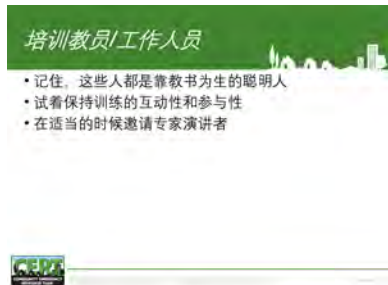 培训教员/工作人员
• 记住，这些人都是靠教书为生的聪明人
• 试着保持训练的互动性和参与性
• 在适当的时候邀请专家演讲者
CERT